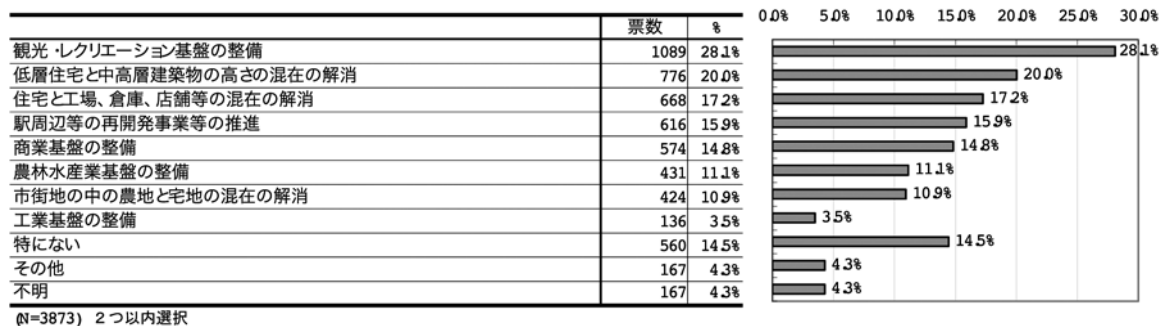 0.0% 5.0% 10.0% 15.0% 20.0% 25.0% 30.0%
票数 %
観光・レクリエーション基盤の整備 1089 28.1% 28.1%
低層住宅と中高層建築物の高さの混在の解消 776 20.0% 20.0%
住宅と工場、倉庫、店舗等の混在の解消 668 17.2% 17.2%
駅周辺等の再開発事業等の推進 616 15.9% 15.9%
商業基盤の整備 574 14.8% 14.8%
農林水産業基盤の整備 431 11.1% 11.1%
市街地の中の農地と宅地の混在の解消 424 10.9% 10.9%
工業基盤の整備 136 3.5% 3.5%
特にない 560 14.5% 14.5%
その他 167 4.3% 4.3%
不明 167 4.3% 4.3%
(N=3873) 2つ以内選択